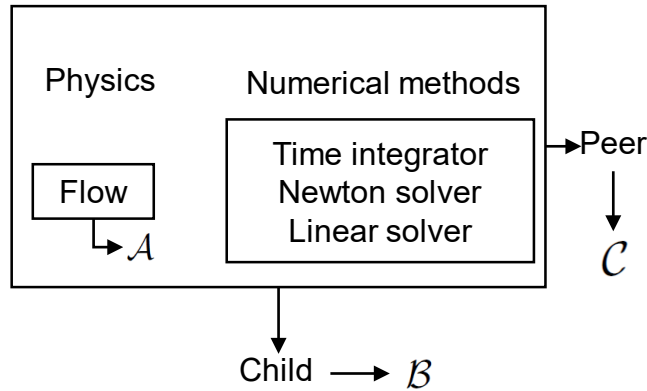 Physics
Numerical methods
Time integrator
Newton solver
Linear solver
Flow
𝒜
Peer
𝒞
Child
ℬ